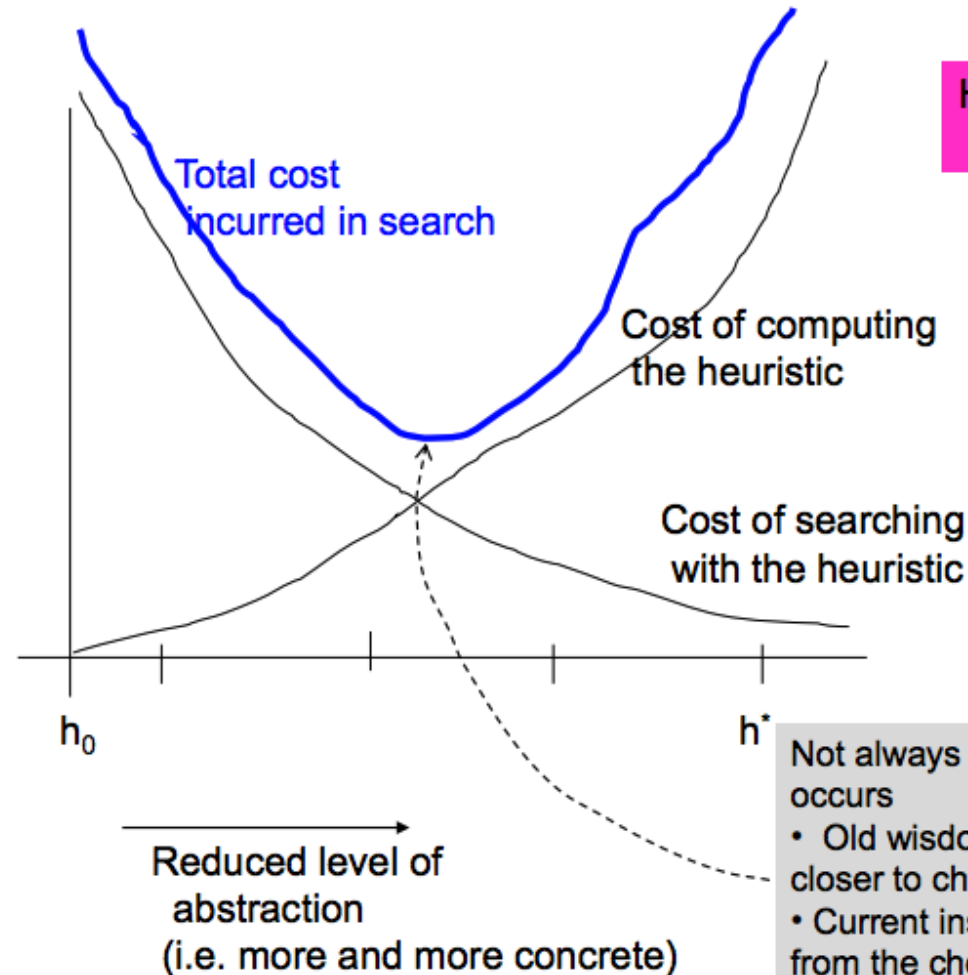 H
Total cost
incurred in search
Cost of computing
the heuristic
Cost of searching
with the heuristic
h₀
h*
Not always
occurs
• Old
closer to
• Current
from the
Reduced level of
abstraction
(i.e. more and more concrete)